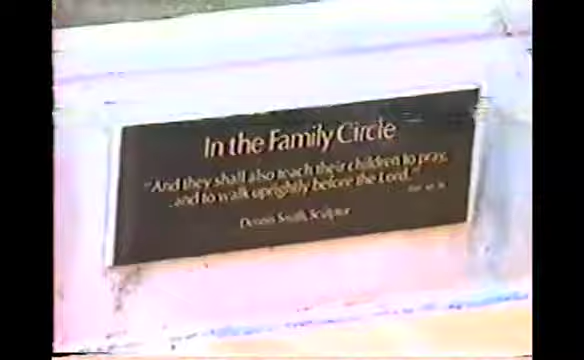 In the Family Circle
"And they shall also teach their children to pray,
and to walk uprightly before the Lord."
Dennis Smith, Sculptor